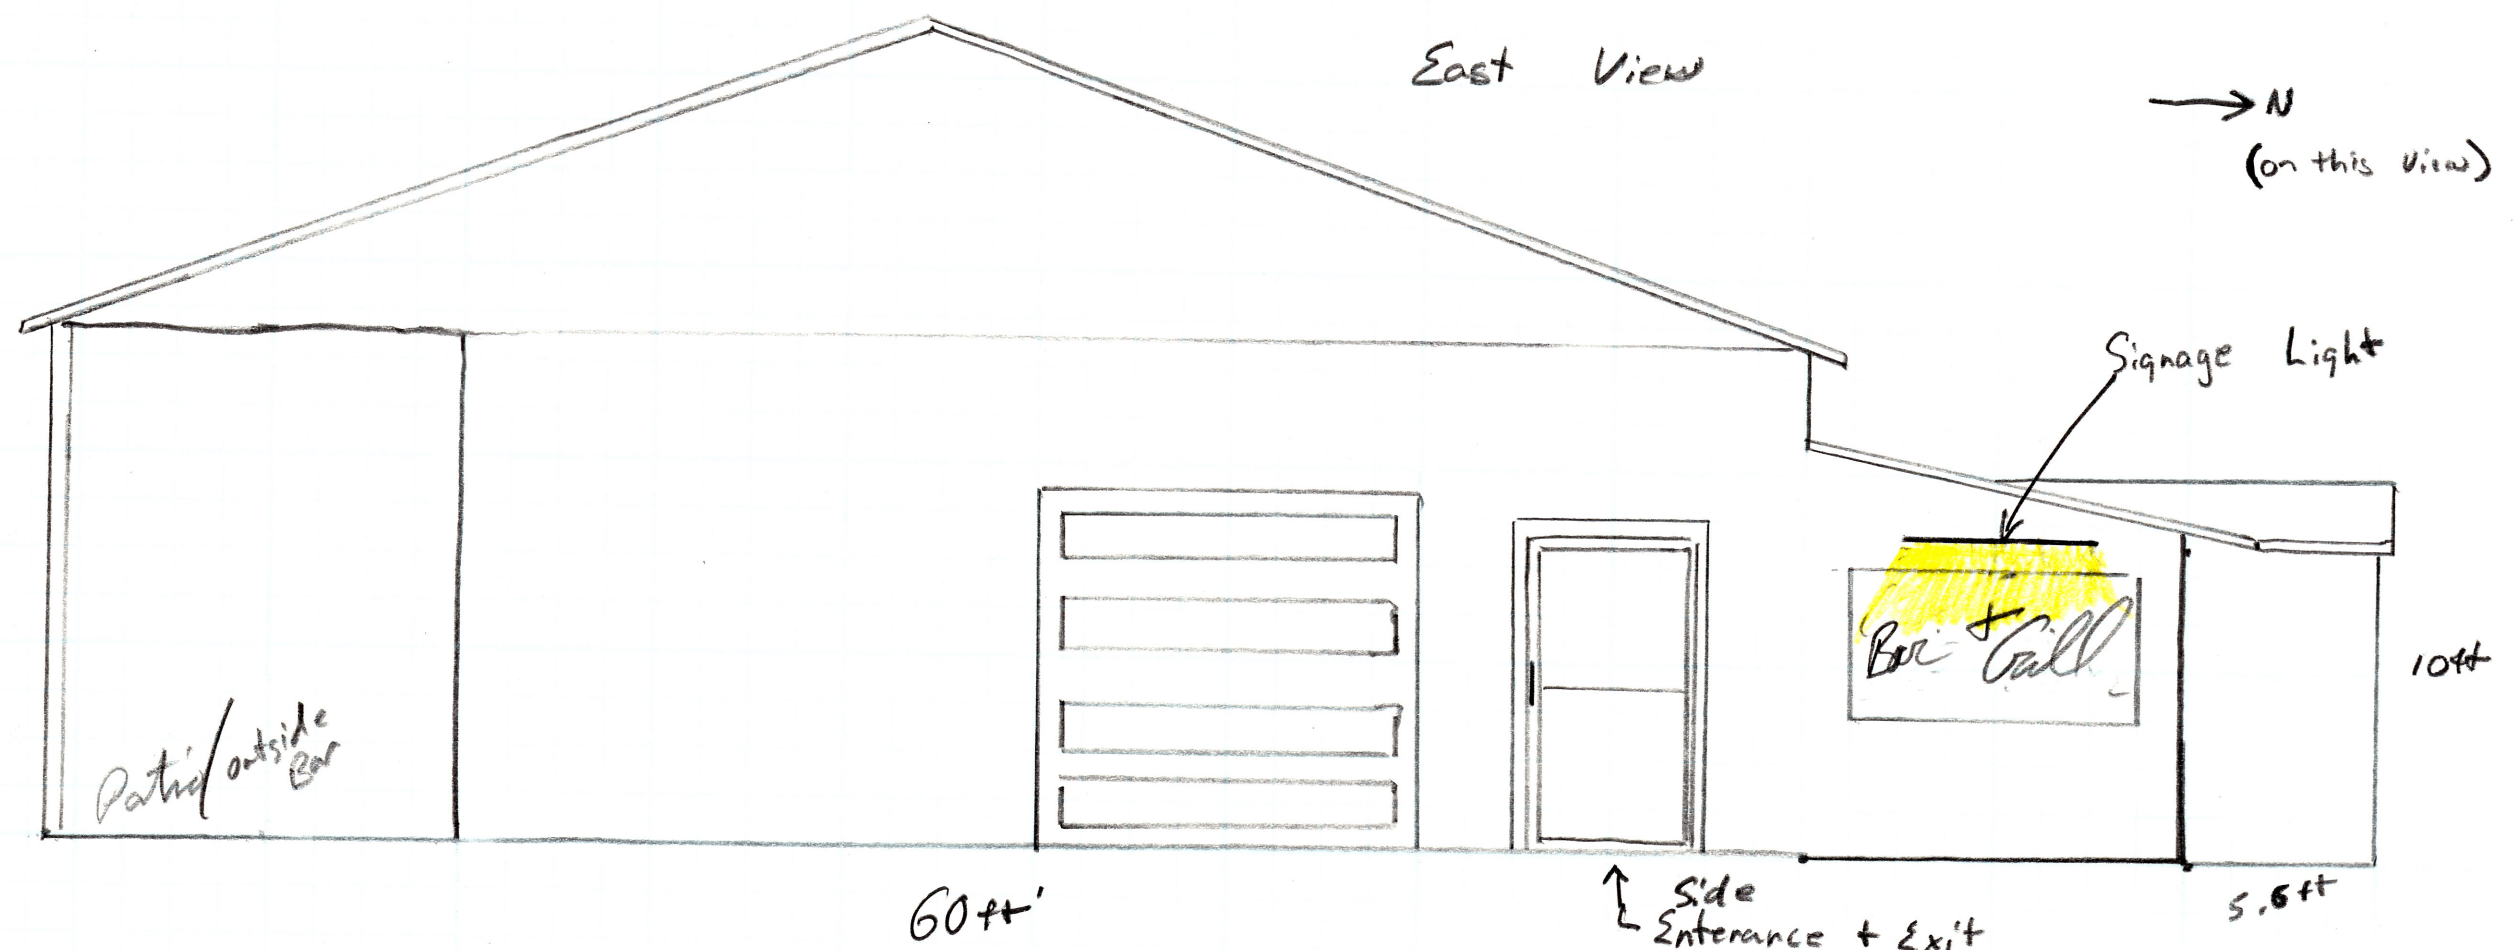 East View
→ N
(on this view)
Signage Light
Bar + Grill
10ft
Patio/outside
Bar
60ft'
Side
Enterance + Exit
5.6ft